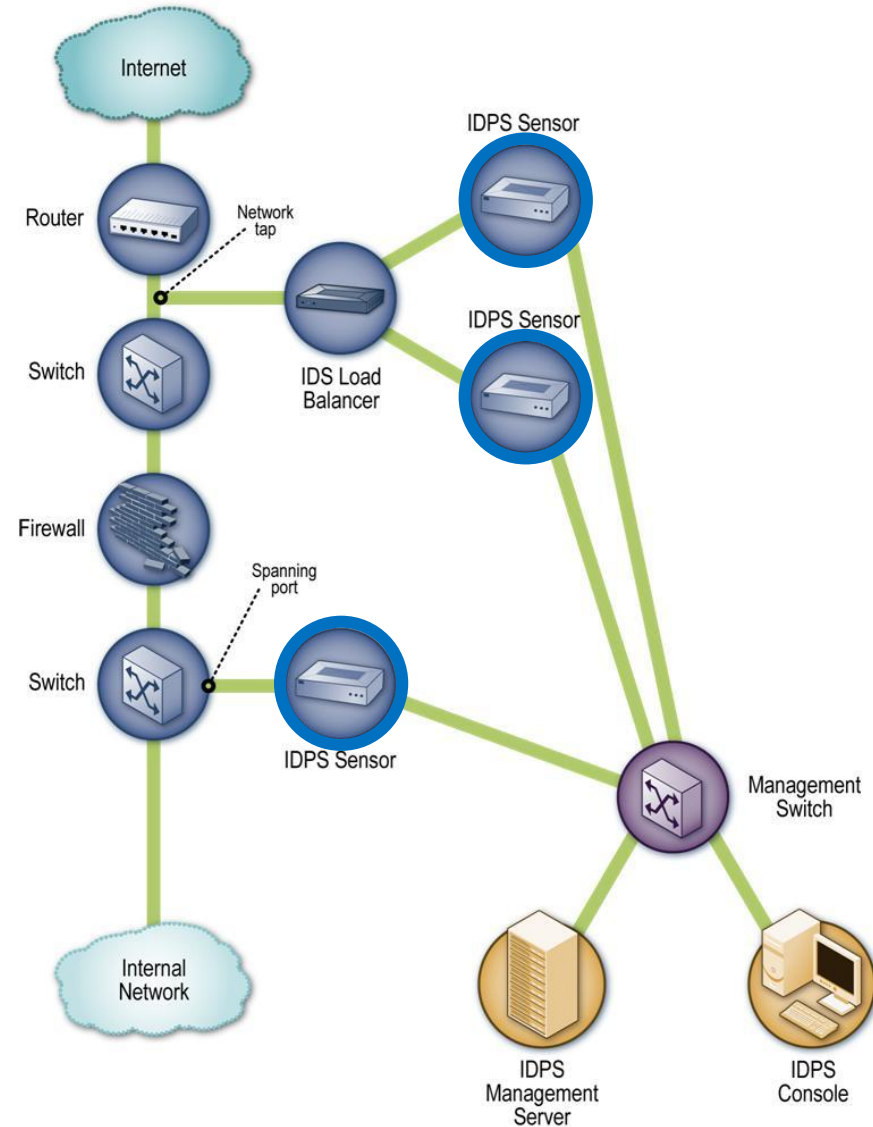 Internet
IDPS Sensor
Router
Network
tap
IDPS Sensor
Switch
IDS Load
Balancer
Firewall
Spanning
port
Switch
IDPS Sensor
Management
Switch
Internal
Network
IDPS
Management
Server
IDPS
Console